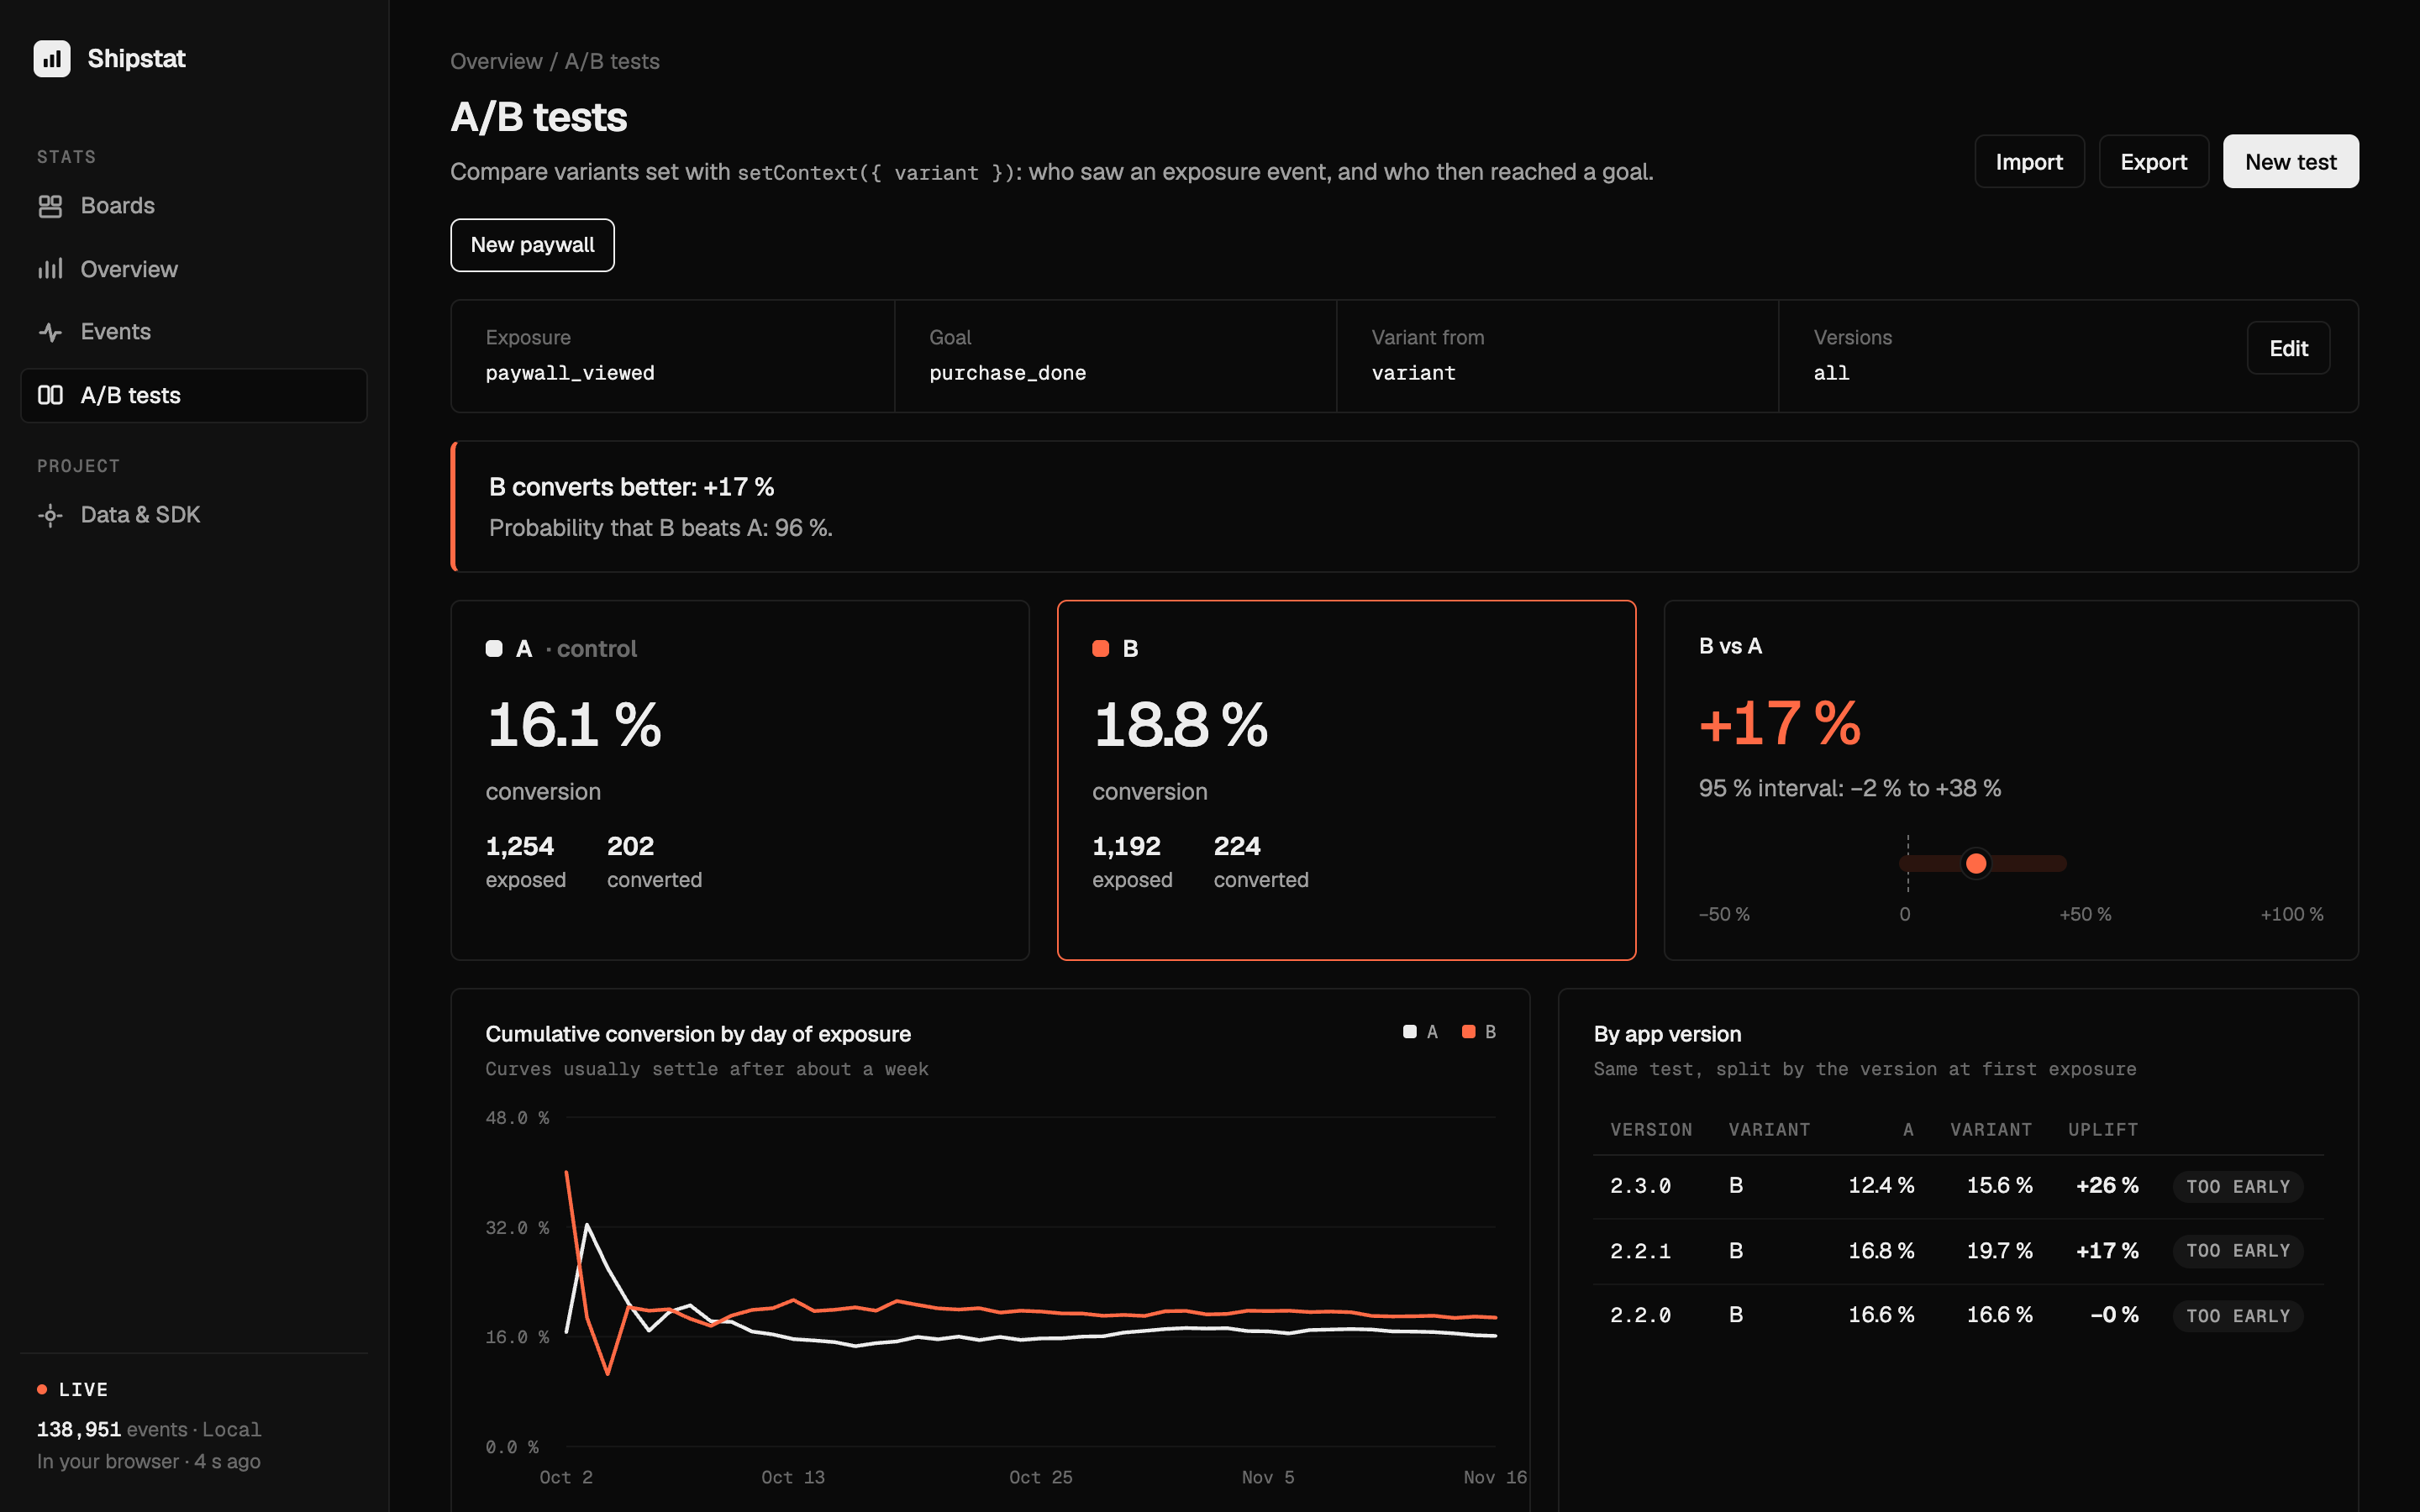 Shipstat
STATS
Boards
Overview
Events
A/B tests
PROJECT
Data & SDK
LIVE
138,951 events · Local
In your browser · 4 s ago
Overview / A/B tests
A/B tests
Compare variants set with setContext({ variant }): who saw an exposure event, and who then reached a goal.
Import
Export
New test
New paywall
Exposure
paywall_viewed
Goal
purchase_done
Variant from
variant
Versions
all
Edit
B converts better: +17 %
Probability that B beats A: 96 %.
A · control
16.1 %
conversion
1,254 202
exposed converted
B
18.8 %
conversion
1,192 224
exposed converted
B vs A
+17 %
95 % interval: −2 % to +38 %
−50 % 0 +50 % +100 %
Cumulative conversion by day of exposure
A B
Curves usually settle after about a week
48.0 %
32.0 %
16.0 %
0.0 %
Oct 2 Oct 13 Oct 25 Nov 5 Nov 16
By app version
Same test, split by the version at first exposure
VERSION VARIANT A VARIANT UPLIFT
2.3.0 B 12.4 % 15.6 % +26 % TOO EARLY
2.2.1 B 16.8 % 19.7 % +17 % TOO EARLY
2.2.0 B 16.6 % 16.6 % −0 % TOO EARLY